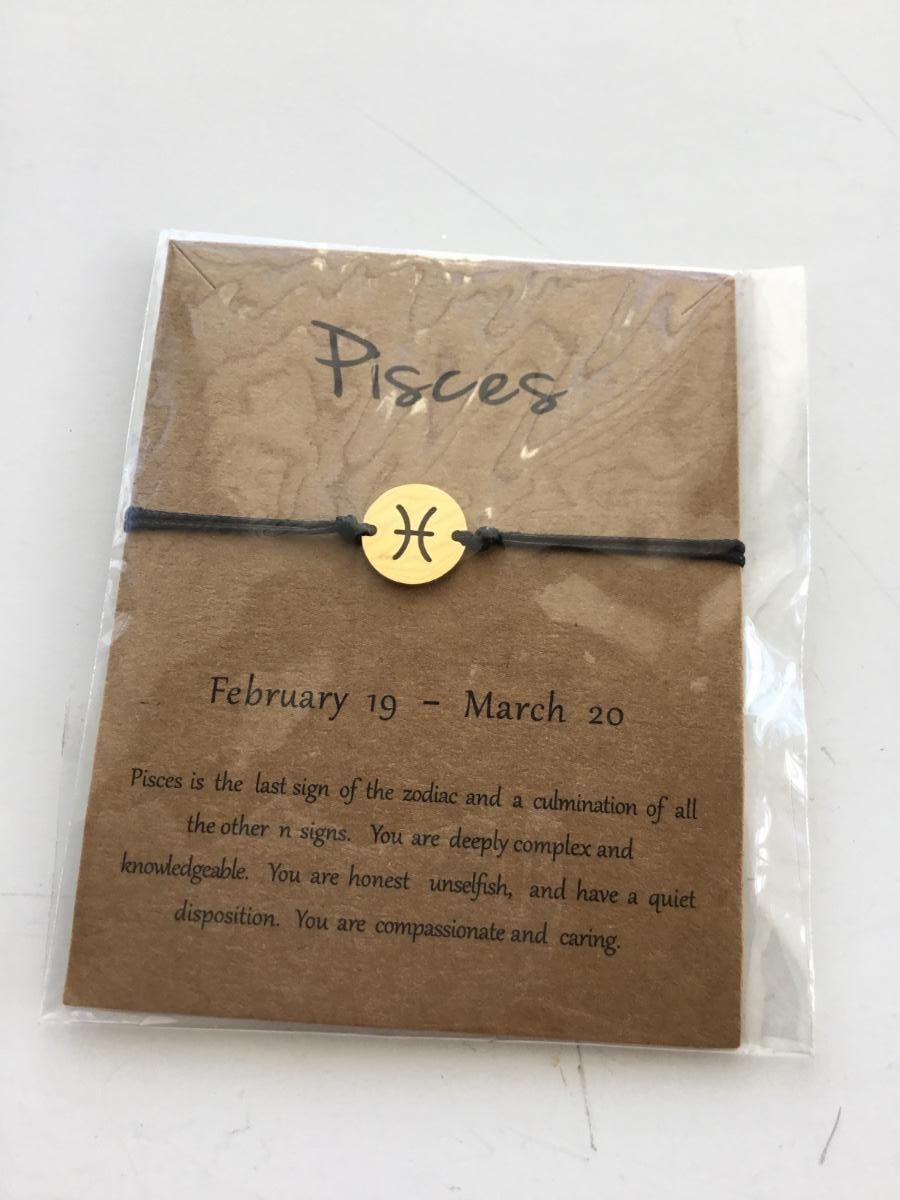 Pisces
February 19 - March 20
Pisces is the last sign of the zodiac and a culmination of all
the other n signs. You are deeply complex and
knowledgeable. You are honest unselfish, and have a quiet
disposition. You are compassionate and caring.